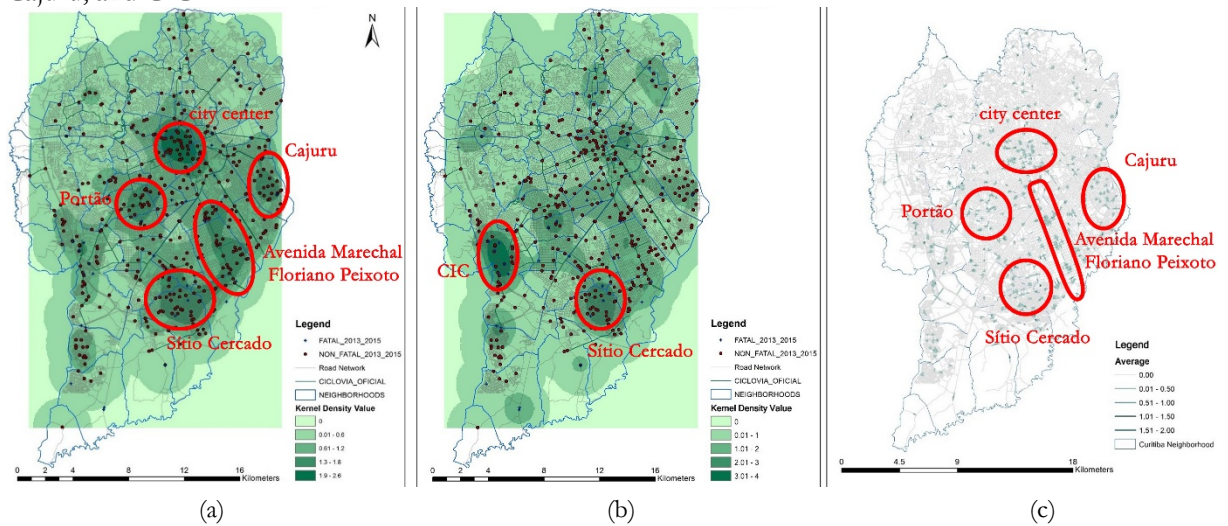 N
city center
Cajuru
Portão
Avenida Marechal
Floriano Peixoto
Sítio Cercado
Legend
FATAL_2013_2015
NON_FATAL_2013_2015
Road Network
CICLOVIA_OFICIAL
NEIGHBORHOODS
Kernel Density Value
0
0.01 - 0.6
0.61 - 1.2
1.3 - 1.8
1.9 - 2.6
0 2 4 8 12 16
Kilometers
(a)
CIC
Sítio Cercado
Legend
FATAL_2013_2015
NON_FATAL_2013_2015
Road Network
CICLOVIA_OFICIAL
NEIGHBORHOODS
Kernel Density Value
0
0.01 - 1
1.01 - 2
2.01 - 3
3.01 - 4
0 2 4 8 12 16
Kilometers
(b)
city center
Cajuru
Portão
Avenida Marechal
Floriano Peixoto
Sítio Cercado
Legend
Average
0.00
0.01 - 0.50
0.51 - 1.00
1.01 - 1.50
1.51 - 2.00
Curitiba Neighborhood
0 4.5 9 18
Kilometers
(c)